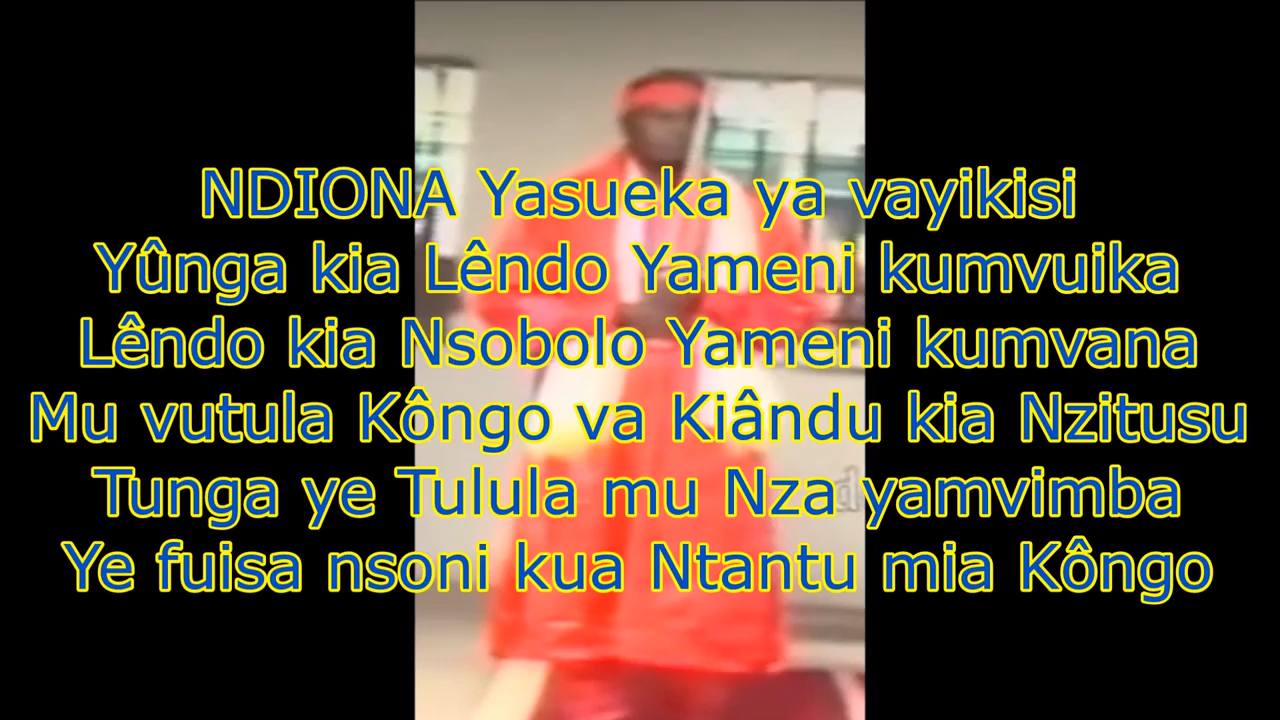 NDIONA Yasueka ya vayikisi
Yûnga kia Lêndo Yameni kumvuika
Lêndo kia Nsobolo Yameni kumvana
Mu vutula Kôngo va Kiându kia Nzitusu
Tunga ye Tulula mu Nza yamvimba
Ye fuisa nsoni kua Ntantu mia Kôngo